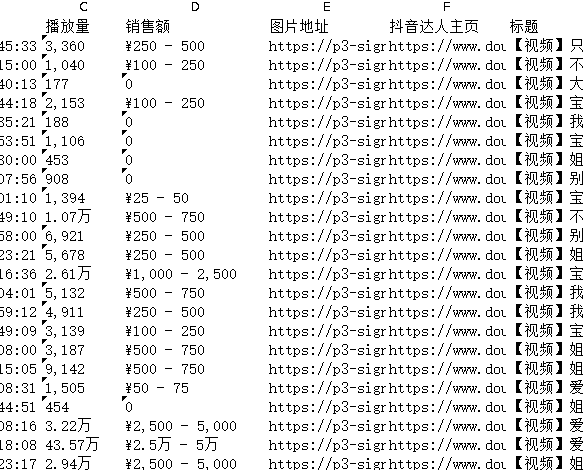 C D E F
播放量 销售额 图片地址 抖音达人主页 标题
45:33 3,360 ¥250 - 500 https://p3-sigr https://www.dou 【视频】只
15:00 1,040 ¥100 - 250 https://p3-sigr https://www.dou 【视频】不
40:13 177 0 https://p3-sigr https://www.dou 【视频】大
44:18 2,153 ¥100 - 250 https://p3-sigr https://www.dou 【视频】宝
35:21 188 0 https://p3-sigr https://www.dou 【视频】我
53:51 1,106 0 https://p3-sigr https://www.dou 【视频】宝
30:00 453 0 https://p3-sigr https://www.dou 【视频】姐
07:56 908 0 https://p3-sigr https://www.dou 【视频】别
01:10 1,394 ¥25 - 50 https://p3-sigr https://www.dou 【视频】宝
49:10 1.07万 ¥500 - 750 https://p3-sigr https://www.dou 【视频】不
58:00 6,921 ¥250 - 500 https://p3-sigr https://www.dou 【视频】别
23:21 5,678 ¥250 - 500 https://p3-sigr https://www.dou 【视频】姐
16:36 2.61万 ¥1,000 - 2,500 https://p3-sigr https://www.dou 【视频】宝
04:01 5,132 ¥500 - 750 https://p3-sigr https://www.dou 【视频】我
59:12 4,911 ¥250 - 500 https://p3-sigr https://www.dou 【视频】我
49:09 3,139 ¥100 - 250 https://p3-sigr https://www.dou 【视频】宝
08:00 3,187 ¥500 - 750 https://p3-sigr https://www.dou 【视频】姐
15:05 9,142 ¥500 - 750 https://p3-sigr https://www.dou 【视频】姐
08:31 1,505 ¥50 - 75 https://p3-sigr https://www.dou 【视频】爱
44:51 454 0 https://p3-sigr https://www.dou 【视频】姐
08:16 3.22万 ¥2,500 - 5,000 https://p3-sigr https://www.dou 【视频】爱
18:08 43.57万 ¥2.5万 - 5万 https://p3-sigr https://www.dou 【视频】爱
23:17 2.94万 ¥2,500 - 5,000 https://p3-sigr https://www.dou 【视频】姐